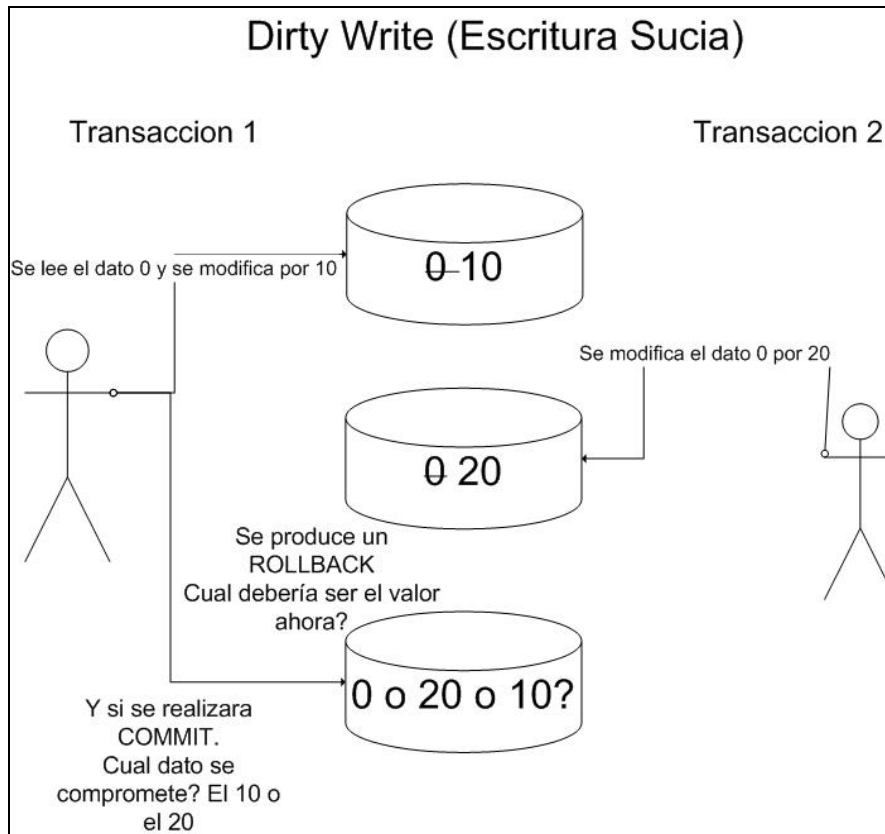 Dirty Write (Escritura Sucia)
Transaccion 1
Transaccion 2
Se lee el dato 0 y se modifica por 10
0 10
Se modifica el dato 0 por 20
0 20
Se produce un
ROLLBACK
Cual debería ser el valor
ahora?
0 o 20 o 10?
Y si se realizara
COMMIT.
Cual dato se
compromete? El 10 o
el 20